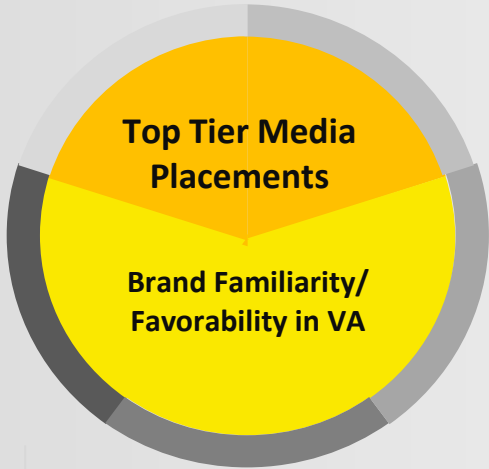 Top Tier Media
Placements
Brand Familiarity/
Favorability in VA